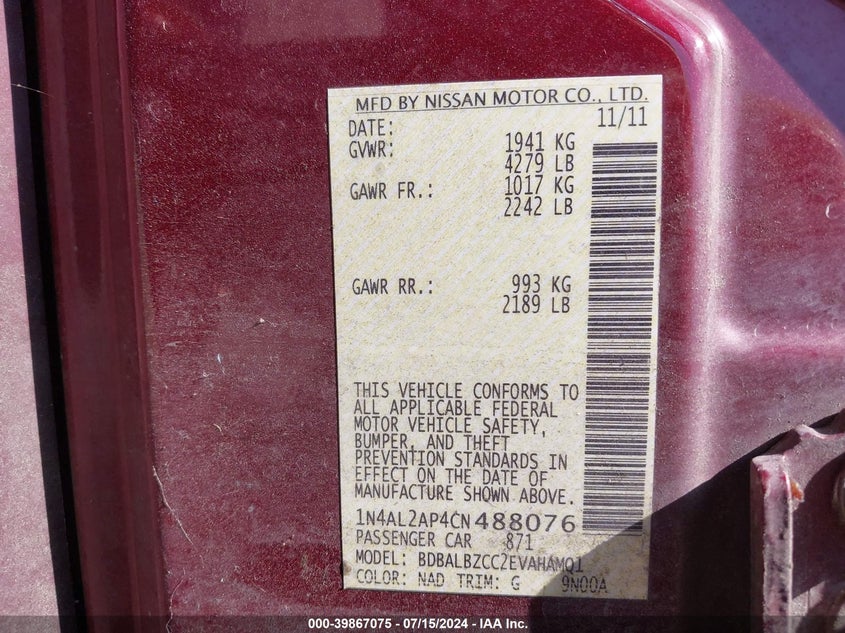 MFD BY NISSAN MOTOR CO., LTD.
DATE: 11/11
GVWR: 1941 KG
4279 LB
GAWR FR.: 1017 KG
2242 LB
GAWR RR.: 993 KG
2189 LB
THIS VEHICLE CONFORMS TO
ALL APPLICABLE FEDERAL
MOTOR VEHICLE SAFETY,
BUMPER, AND THEFT
PREVENTION STANDARDS IN
EFFECT ON THE DATE OF
MANUFACTURE SHOWN ABOVE.
1N4AL2AP4CN488076
PASSENGER CAR 871
MODEL: BDBALBZCC2EVAHAMQ1
COLOR: NAD TRIM: G 9N00A
000-39867075 - 07/15/2024 - IAA Inc.